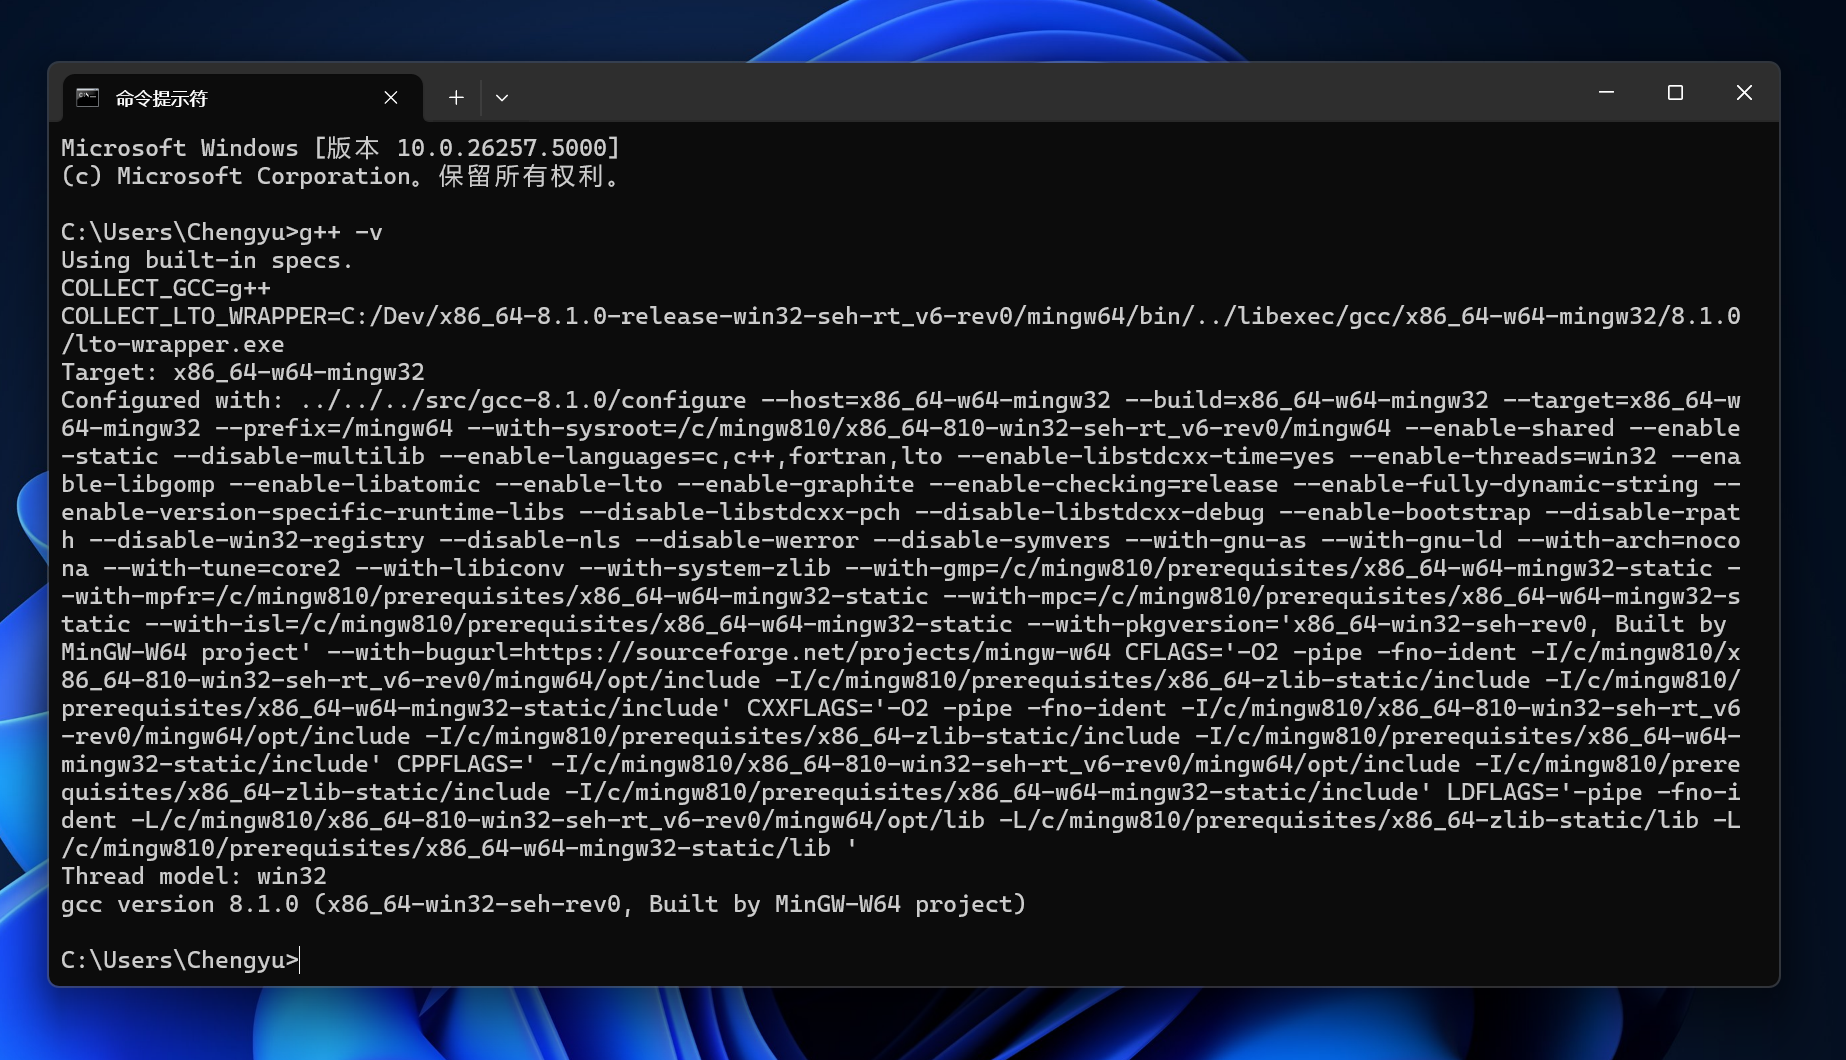 命令提示符
Microsoft Windows [版本 10.0.26257.5000]
(c) Microsoft Corporation。保留所有权利。
C:\Users\Chengyu>g++ -v
Using built-in specs.
COLLECT_GCC=g++
COLLECT_LTO_WRAPPER=C:/Dev/x86_64-8.1.0-release-win32-seh-rt_v6-rev0/mingw64/bin/../libexec/gcc/x86_64-w64-mingw32/8.1.0
/lto-wrapper.exe
Target: x86_64-w64-mingw32
Configured with: ../../../src/gcc-8.1.0/configure --host=x86_64-w64-mingw32 --build=x86_64-w64-mingw32 --target=x86_64-w
64-mingw32 --prefix=/mingw64 --with-sysroot=/c/mingw810/x86_64-810-win32-seh-rt_v6-rev0/mingw64 --enable-shared --enable
-static --disable-multilib --enable-languages=c,c++,fortran,lto --enable-libstdcxx-time=yes --enable-threads=win32 --ena
ble-libgomp --enable-libatomic --enable-lto --enable-graphite --enable-checking=release --enable-fully-dynamic-string --
enable-version-specific-runtime-libs --disable-libstdcxx-pch --disable-libstdcxx-debug --enable-bootstrap --disable-rpat
h --disable-win32-registry --disable-nls --disable-werror --disable-symvers --with-gnu-as --with-gnu-ld --with-arch=noco
na --with-tune=core2 --with-libiconv --with-system-zlib --with-gmp=/c/mingw810/prerequisites/x86_64-w64-mingw32-static -
-with-mpfr=/c/mingw810/prerequisites/x86_64-w64-mingw32-static --with-mpc=/c/mingw810/prerequisites/x86_64-w64-mingw32-s
tatic --with-isl=/c/mingw810/prerequisites/x86_64-w64-mingw32-static --with-pkgversion='x86_64-win32-seh-rev0, Built by
MinGW-W64 project' --with-bugurl=https://sourceforge.net/projects/mingw-w64 CFLAGS='-O2 -pipe -fno-ident -I/c/mingw810/x
86_64-810-win32-seh-rt_v6-rev0/mingw64/opt/include -I/c/mingw810/prerequisites/x86_64-zlib-static/include -I/c/mingw810/
prerequisites/x86_64-w64-mingw32-static/include' CXXFLAGS='-O2 -pipe -fno-ident -I/c/mingw810/x86_64-810-win32-seh-rt_v6
-rev0/mingw64/opt/include -I/c/mingw810/prerequisites/x86_64-zlib-static/include -I/c/mingw810/prerequisites/x86_64-w64-
mingw32-static/include' CPPFLAGS=' -I/c/mingw810/x86_64-810-win32-seh-rt_v6-rev0/mingw64/opt/include -I/c/mingw810/prere
quisites/x86_64-zlib-static/include -I/c/mingw810/prerequisites/x86_64-w64-mingw32-static/include' LDFLAGS='-pipe -fno-i
dent -L/c/mingw810/x86_64-810-win32-seh-rt_v6-rev0/mingw64/opt/lib -L/c/mingw810/prerequisites/x86_64-zlib-static/lib -L
/c/mingw810/prerequisites/x86_64-w64-mingw32-static/lib '
Thread model: win32
gcc version 8.1.0 (x86_64-win32-seh-rev0, Built by MinGW-W64 project)
C:\Users\Chengyu>